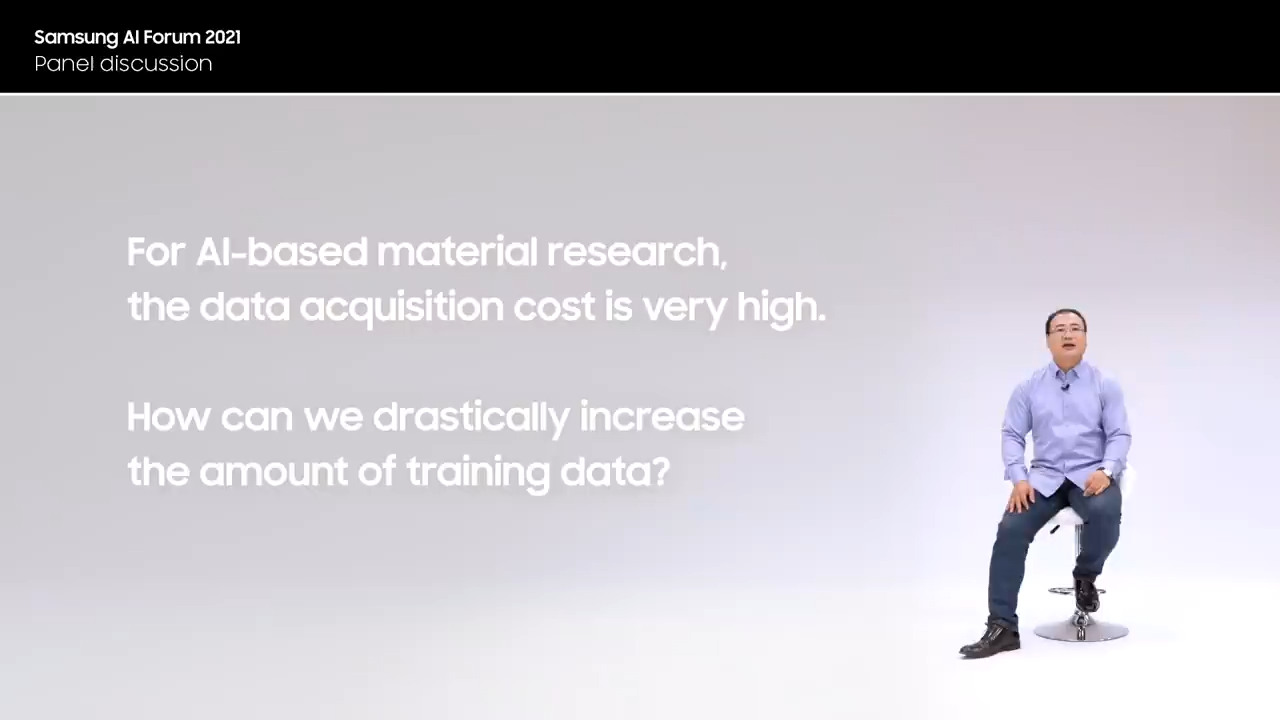 Samsung AI Forum 2021
Panel discussion
For AI-based material research,
the data acquisition cost is very high.
How can we drastically increase
the amount of training data?